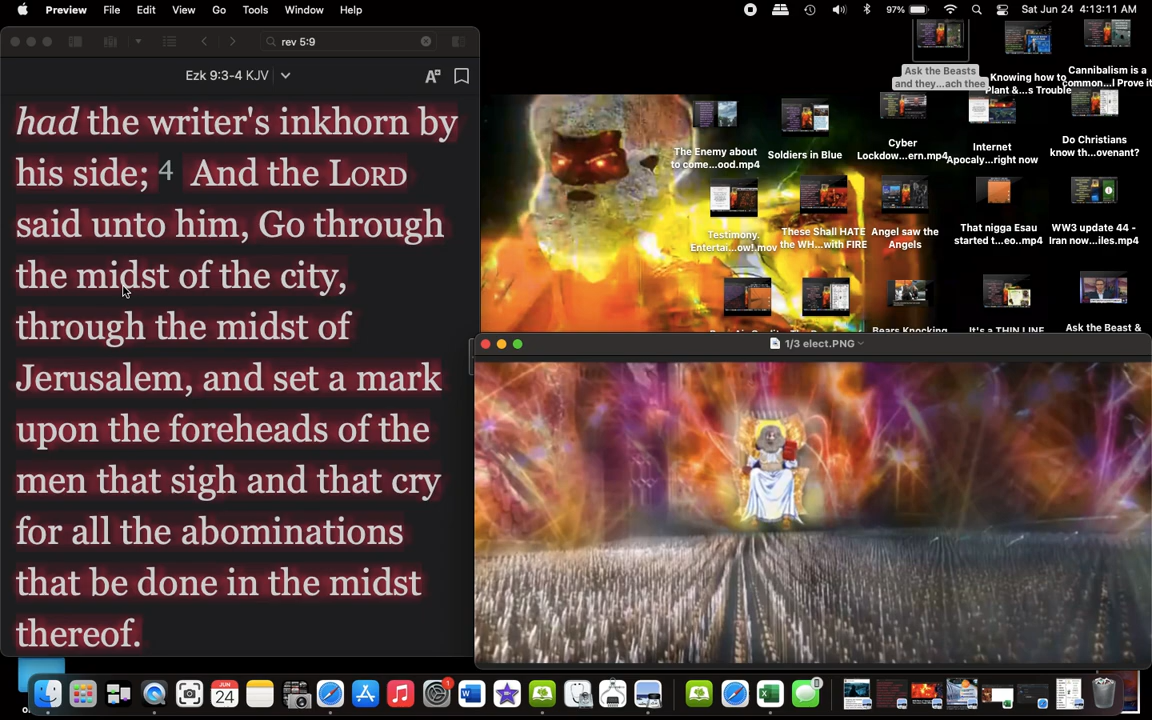 Preview File Edit View Go Tools Window Help 97% Sat Jun 24 4:13:11 AM
rev 5:9
Ezk 9:3-4 KJV
had the writer's inkhorn by
his side; 4 And the LORD
said unto him, Go through
the midst of the city,
through the midst of
Jerusalem, and set a mark
upon the foreheads of the
men that sigh and that cry
for all the abominations
that be done in the midst
thereof.
Ask the Beasts
and they...ach thee
Knowing how to
Plant &...s Trouble
Cannibalism is a
common...l Prove it
The Enemy about
to come...ood.mp4
Soldiers in Blue
Cyber
Lockdow...ern.mp4
Internet
Apocaly...right now
Do Christians
know th...ovenant?
Testimony.
Entertai...ow!.mov
These Shall HATE
the WH...with FIRE
Angel saw the
Angels
That nigga Esau
started t...eo..mp4
WW3 update 44 -
Iran now...iles.mp4
Bears Knocking
It's a THIN LINE
Ask the Beast &
1/3 elect.PNG
JUN
24
1